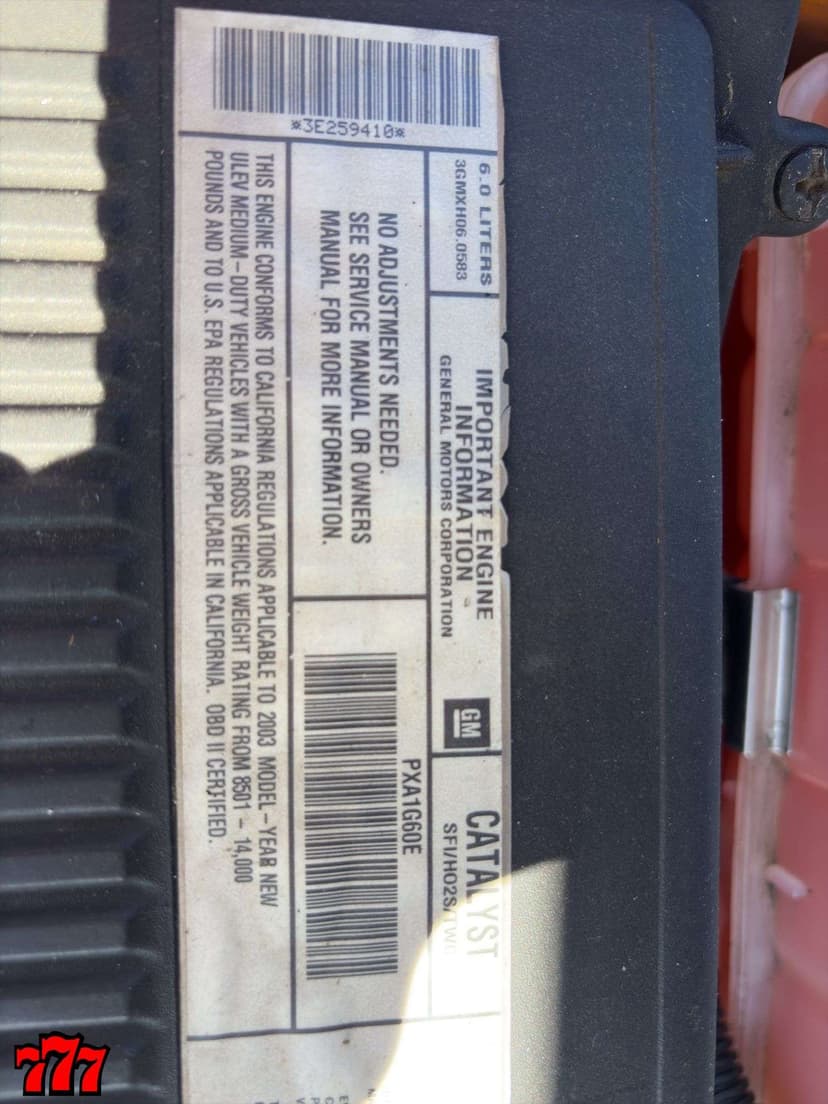 *3E259410*
6.0 LITERS
3GMXH06.0583
IMPORTANT ENGINE
INFORMATION
GENERAL MOTORS CORPORATION
GM
CATALYST
SFI/HO2S/TWC
NO ADJUSTMENTS NEEDED.
SEE SERVICE MANUAL OR OWNERS
MANUAL FOR MORE INFORMATION.
PXA1G60E
THIS ENGINE CONFORMS TO CALIFORNIA REGULATIONS APPLICABLE TO 2003 MODEL-YEAR NEW
ULEV MEDIUM-DUTY VEHICLES WITH A GROSS VEHICLE WEIGHT RATING FROM 8501 - 14,000
POUNDS AND TO U.S. EPA REGULATIONS APPLICABLE IN CALIFORNIA. OBD II CERTIFIED.
777